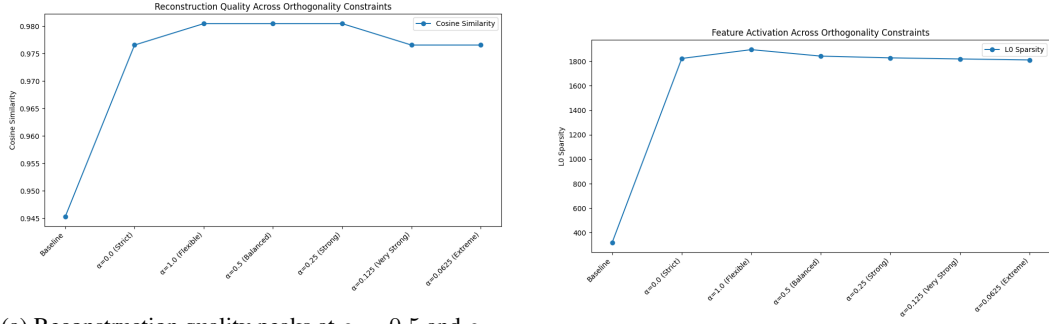 Reconstruction Quality Across Orthogonality Constraints
Cosine Similarity
Cosine Similarity
0.980
0.975
0.970
0.965
0.960
0.955
0.950
0.945
Baseline
α=0.0 (Strict)
α=1.0 (Flexible)
α=0.5 (Balanced)
α=0.25 (Strong)
α=0.125 (Very Strong)
α=0.0625 (Extreme)
Feature Activation Across Orthogonality Constraints
L0 Sparsity
L0 Sparsity
1800
1600
1400
1200
1000
800
600
400
Baseline
α=0.0 (Strict)
α=1.0 (Flexible)
α=0.5 (Balanced)
α=0.25 (Strong)
α=0.125 (Very Strong)
α=0.0625 (Extreme)
(a) Reconstruction quality peaks at 0.5 and